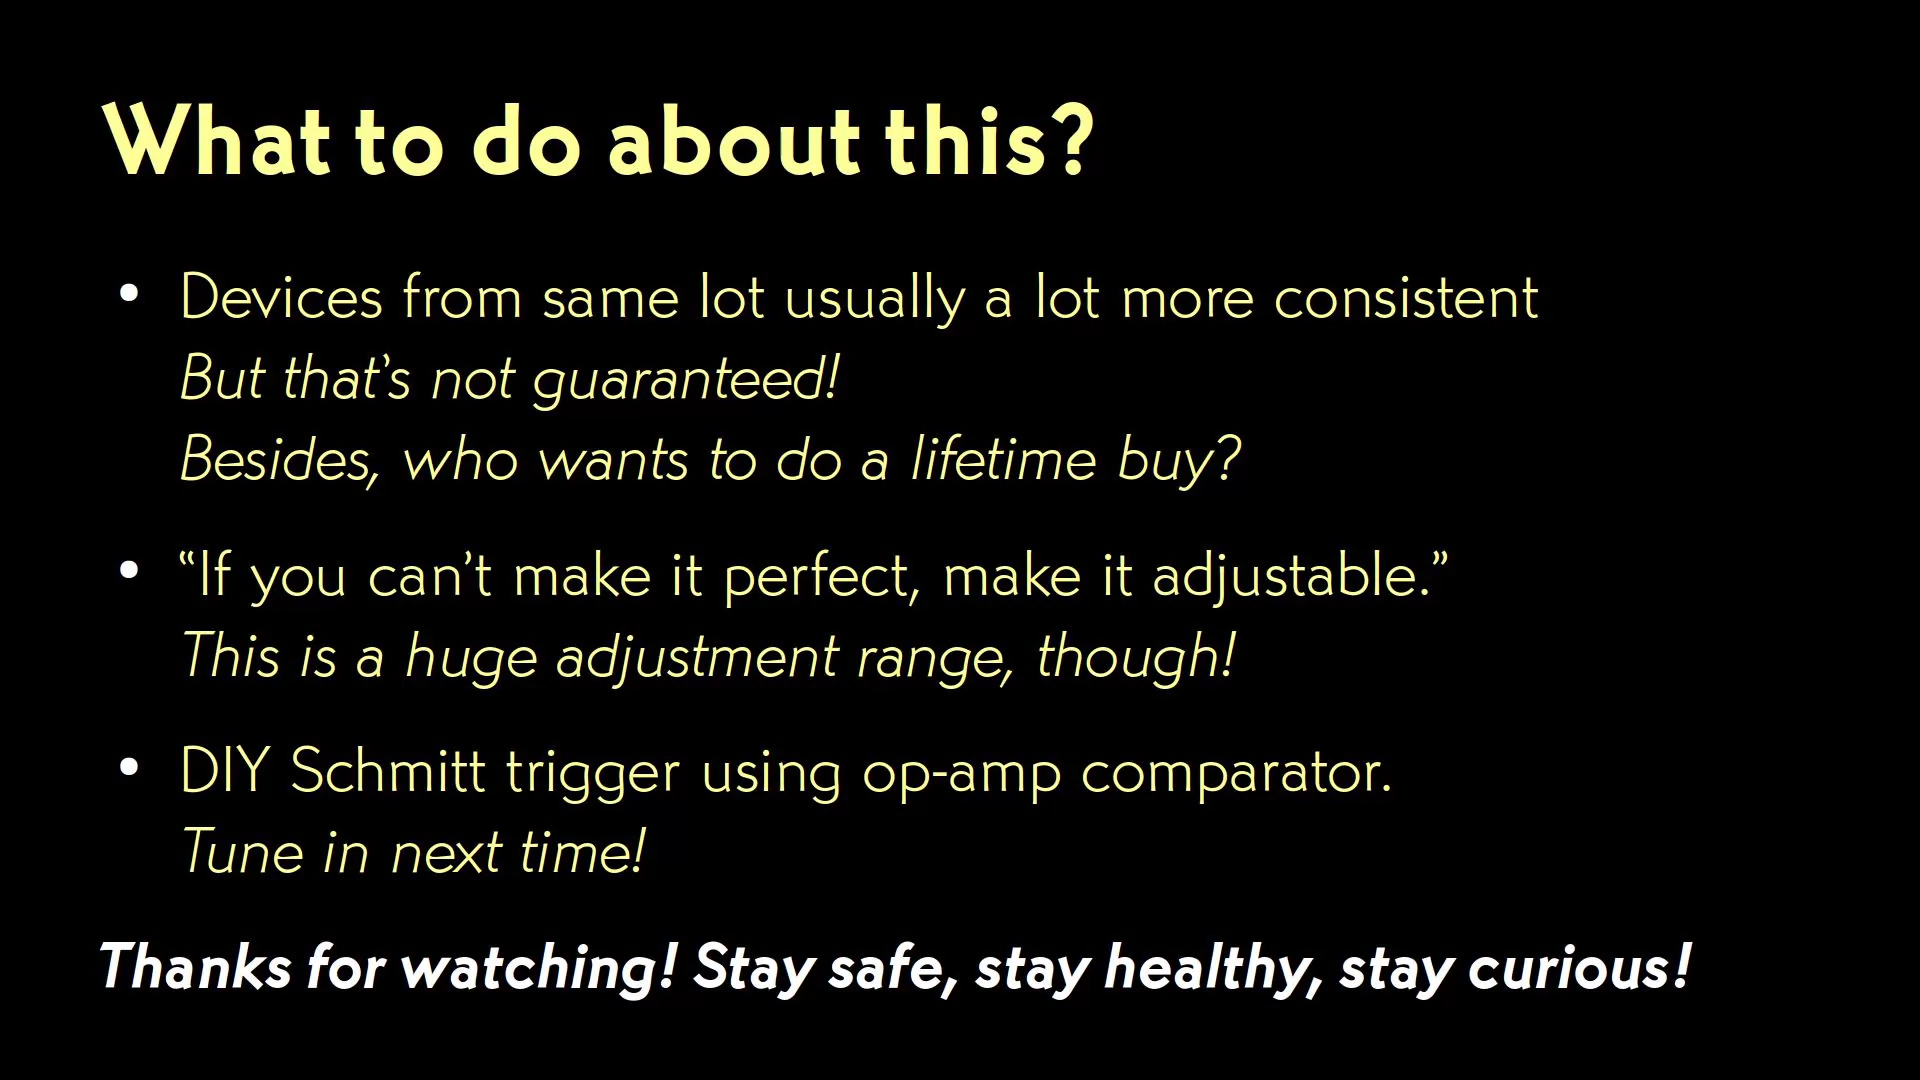 What to do about this?
• Devices from same lot usually a lot more consistent
But that’s not guaranteed!
Besides, who wants to do a lifetime buy?
• “If you can’t make it perfect, make it adjustable.”
This is a huge adjustment range, though!
• DIY Schmitt trigger using op-amp comparator.
Tune in next time!
Thanks for watching! Stay safe, stay healthy, stay curious!